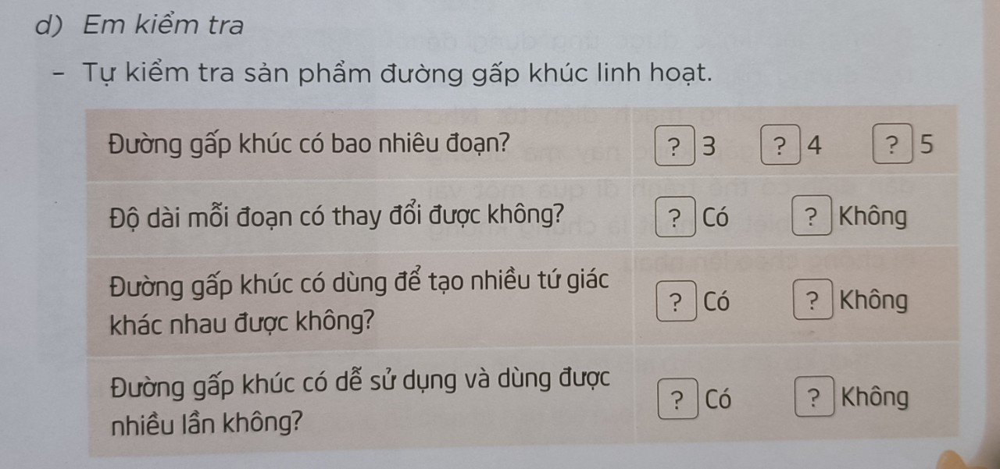 d) Em kiểm tra
– Tự kiểm tra sản phẩm đường gấp khúc linh hoạt.
Đường gấp khúc có bao nhiêu đoạn? ? 3 ? 4 ? 5
Độ dài mỗi đoạn có thay đổi được không? ? Có ? Không
Đường gấp khúc có dùng để tạo nhiều tứ giác
khác nhau được không? ? Có ? Không
Đường gấp khúc có dễ sử dụng và dùng được
nhiều lần không? ? Có ? Không